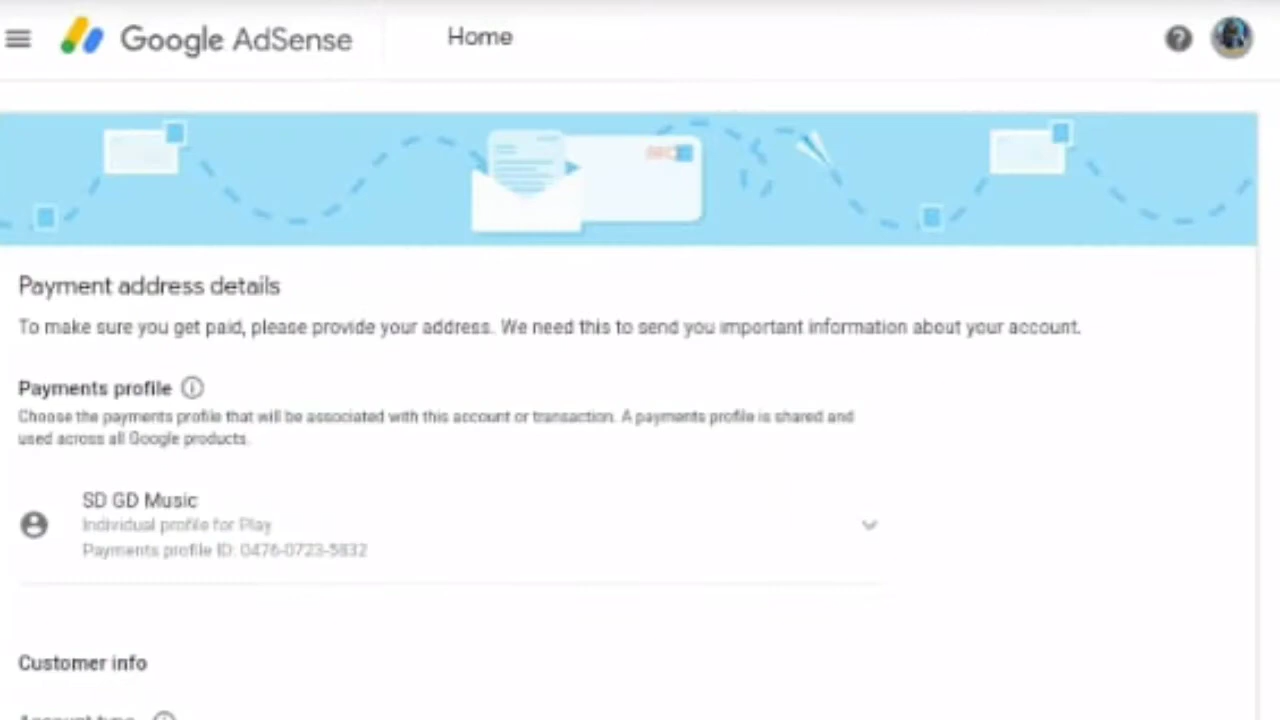 Google AdSense
Home
Payment address details
To make sure you get paid, please provide your address. We need this to send you important information about your account.
Payments profile
Choose the payments profile that will be associated with this account or transaction. A payments profile is shared and
used across all Google products.
SD GD Music
Individual profile for Play
Payments profile ID: 0476-0723-5832
Customer info
Account type